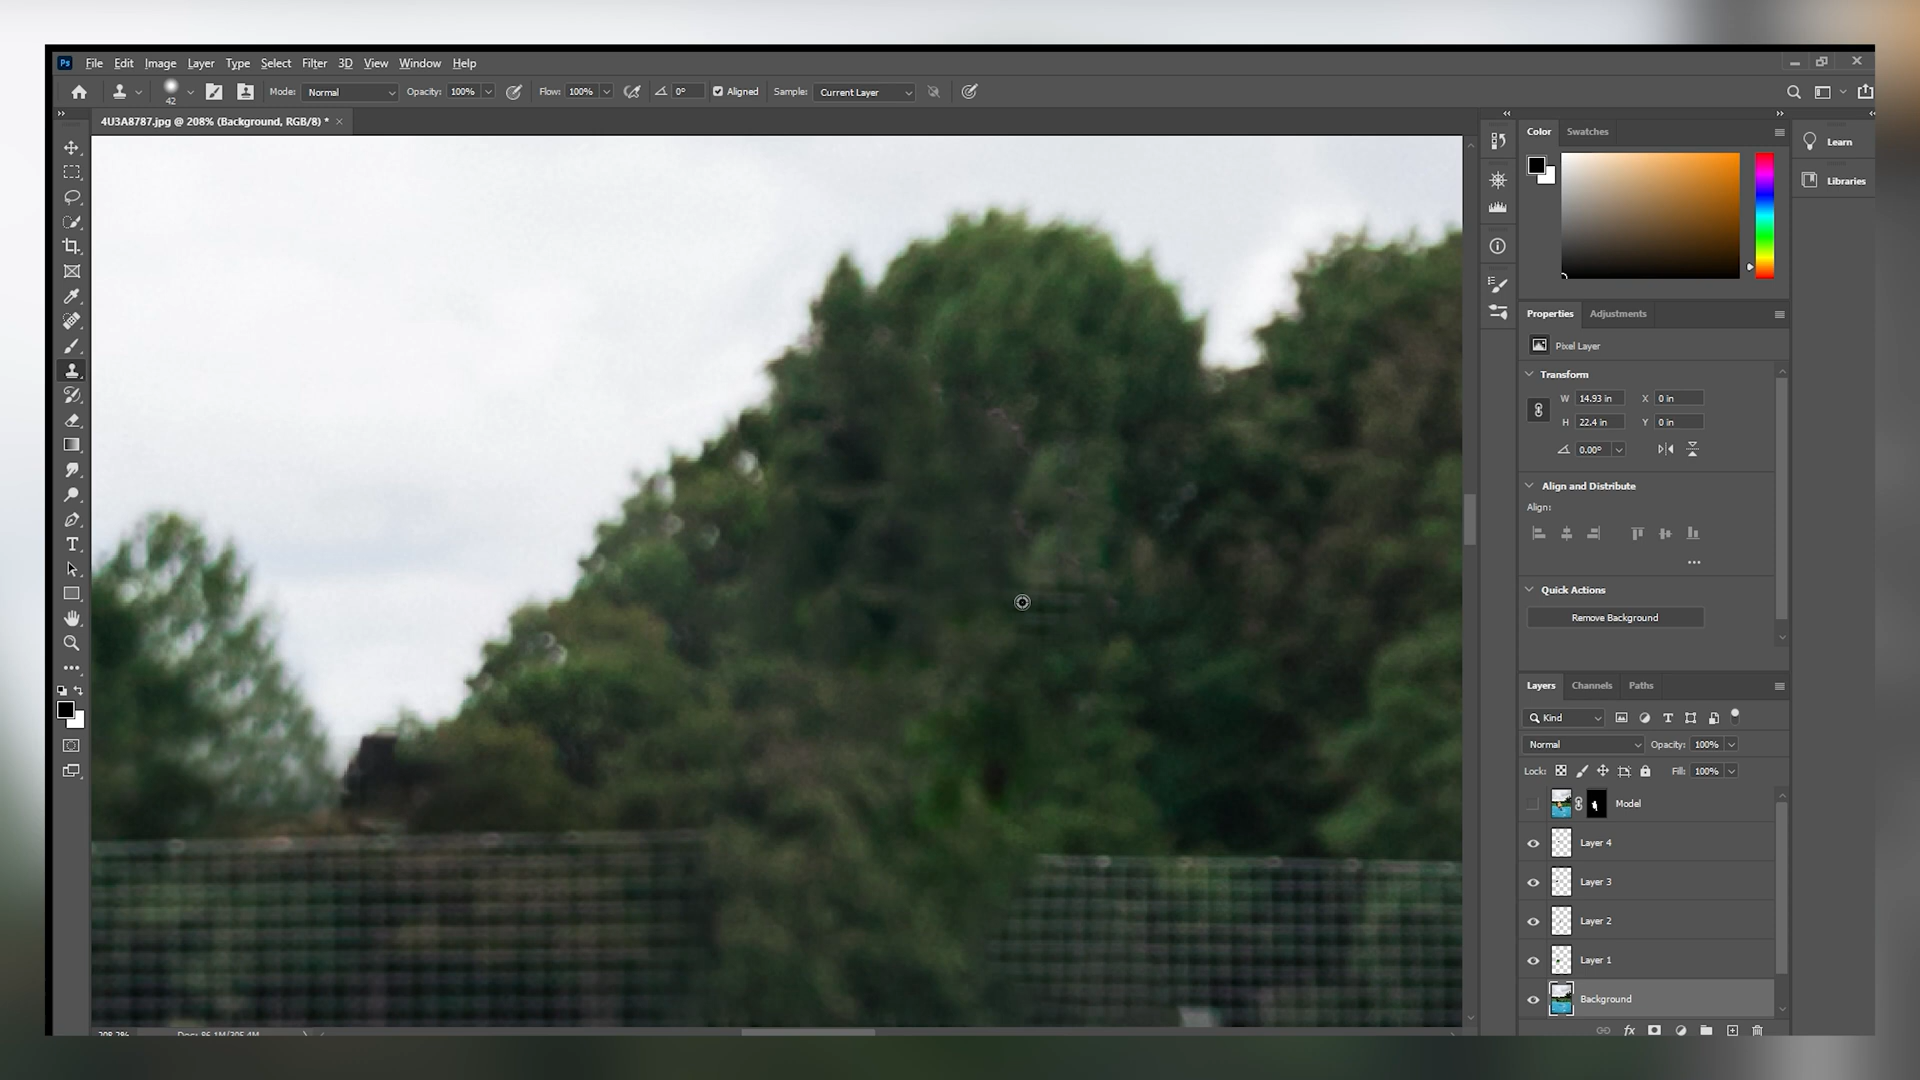 Ps File Edit Image Layer Type Select Filter 3D View Window Help
42 Mode: Normal Opacity: 100% Flow: 100% 0° Aligned Sample: Current Layer
4U3A8787.jpg @ 208% (Background, RGB/8) * ×
Color Swatches
Learn
Libraries
Properties Adjustments
Pixel Layer
Transform
W 14.93 in X 0 in
H 22.4 in Y 0 in
0.00°
Align and Distribute
Align:
Quick Actions
Remove Background
Layers Channels Paths
Kind
Normal Opacity: 100%
Lock: Fill: 100%
Model
Layer 4
Layer 3
Layer 2
Layer 1
Background
fx